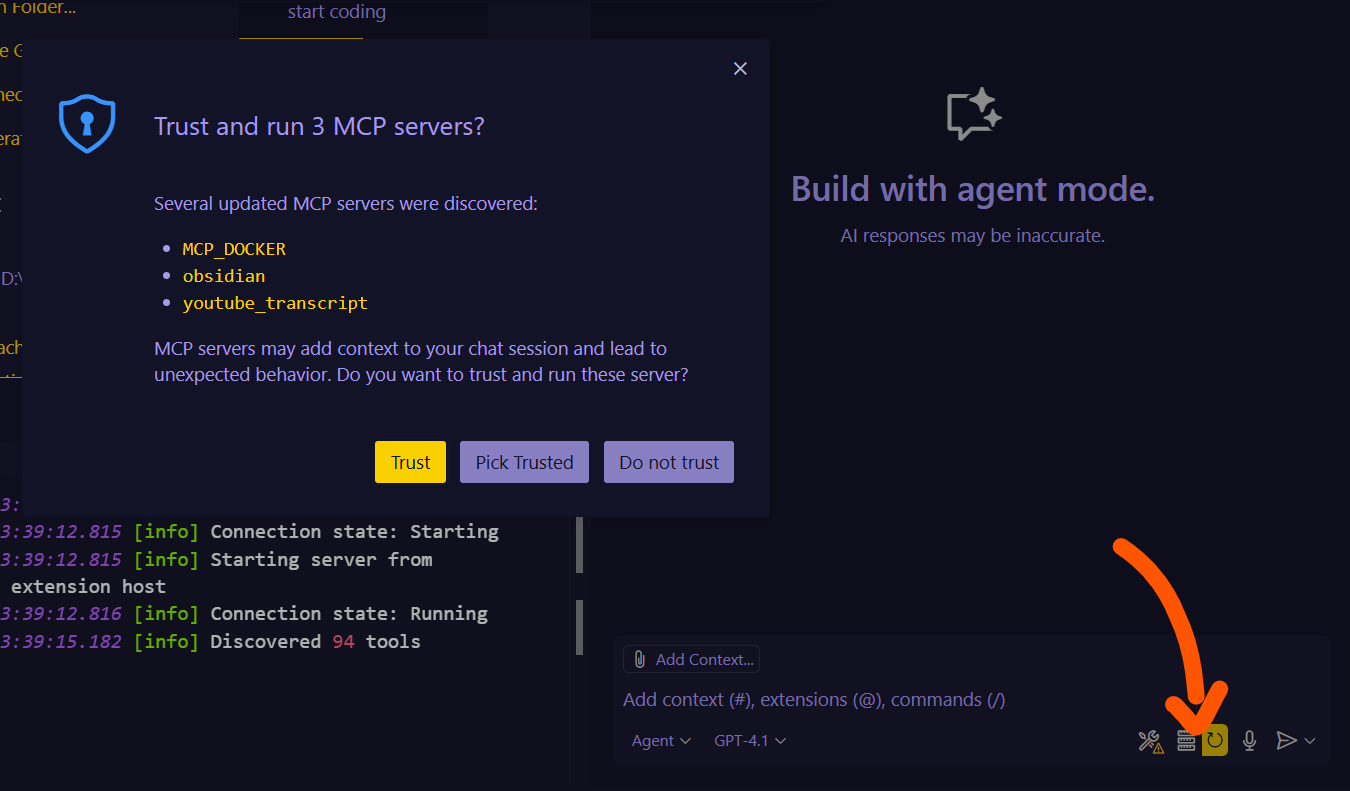 Folder...
start coding
Trust and run 3 MCP servers?
Several updated MCP servers were discovered:
MCP_DOCKER
obsidian
youtube_transcript
MCP servers may add context to your chat session and lead to
unexpected behavior. Do you want to trust and run these server?
Trust
Pick Trusted
Do not trust
Build with agent mode.
AI responses may be inaccurate.
D:\
3:
3:39:12.815 [info] Connection state: Starting
3:39:12.815 [info] Starting server from
extension host
3:39:12.816 [info] Connection state: Running
3:39:15.182 [info] Discovered 94 tools
Add Context...
Add context (#), extensions (@), commands (/)
Agent
GPT-4.1